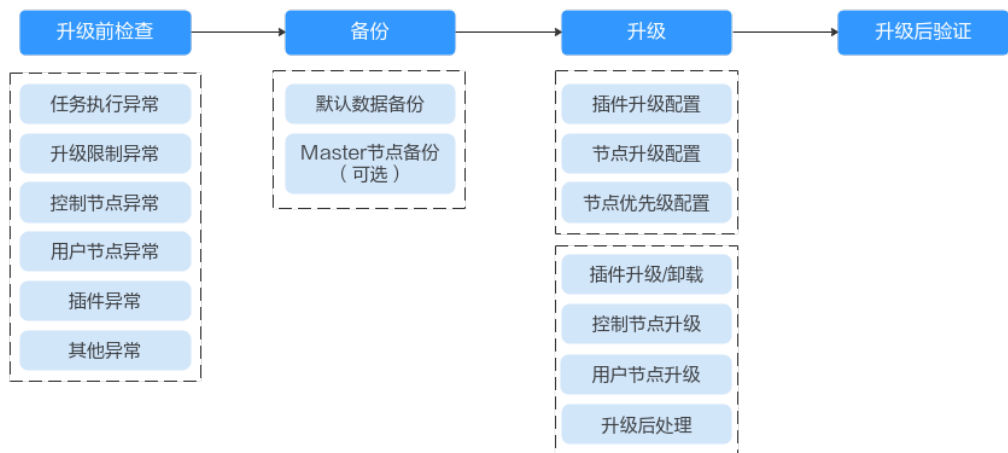 升级前检查
备份
升级
升级后验证
任务执行异常
升级限制异常
控制节点异常
用户节点异常
插件异常
其他异常
默认数据备份
Master节点备份
（可选）
插件升级配置
节点升级配置
节点优先级配置
插件升级/卸载
控制节点升级
用户节点升级
升级后处理